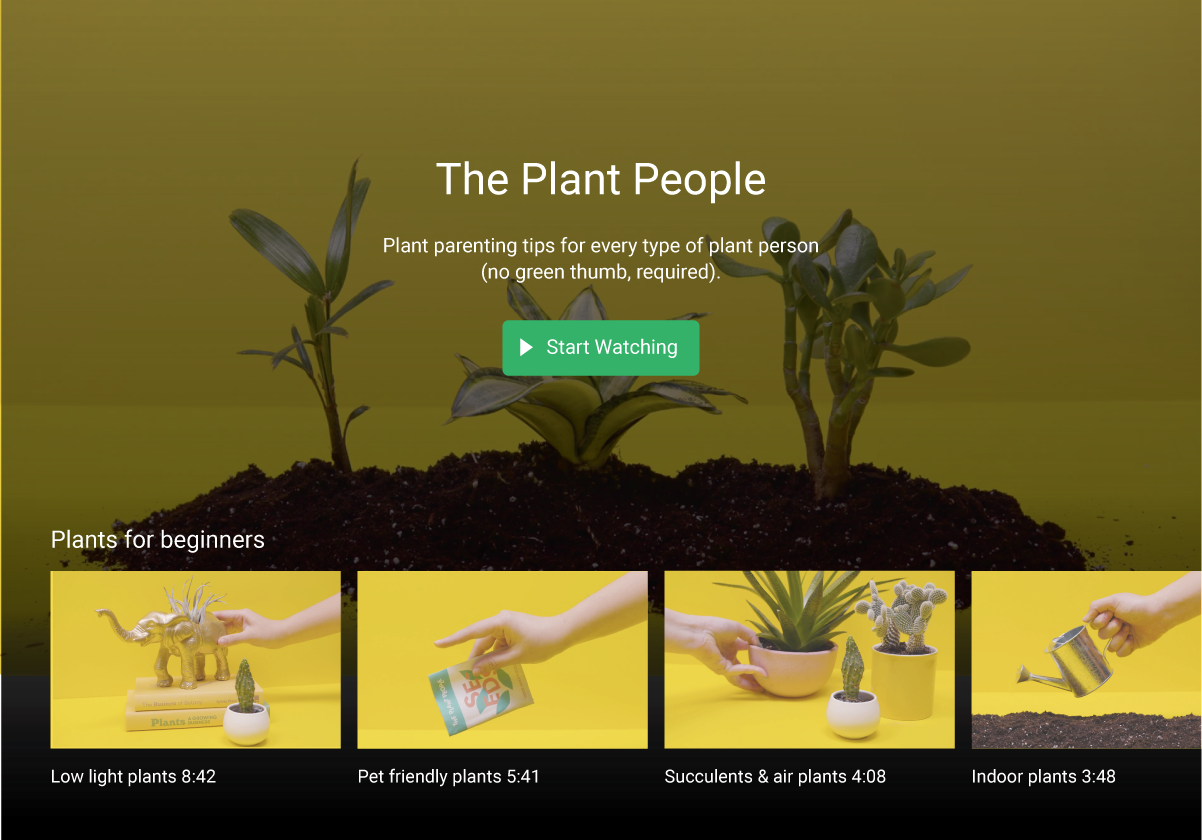 The Plant People
Plant parenting tips for every type of plant person
(no green thumb, required).
Start Watching
Plants for beginners
Plants
SE
EDS
Low light plants 8:42
Pet friendly plants 5:41
Succulents & air plants 4:08
Indoor plants 3:48